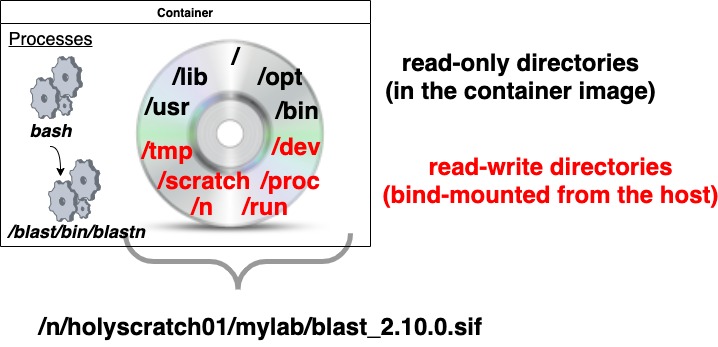 Container
Processes
bash
/blast/bin/blastn
/
/lib /opt
/usr /bin
/tmp /dev
/scratch /proc
/n /run
read-only directories
(in the container image)
read-write directories
(bind-mounted from the host)
/n/holyscratch01/mylab/blast_2.10.0.sif